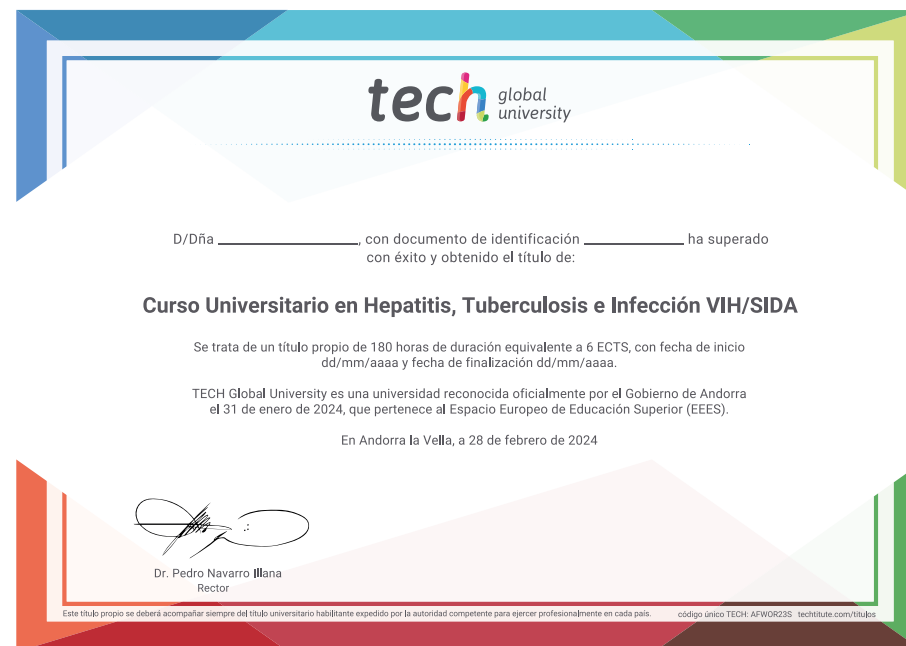 tech global university
D/Dña ______________, con documento de identificación __________ ha superado
con éxito y obtenido el título de:
Curso Universitario en Hepatitis, Tuberculosis e Infección VIH/SIDA
Se trata de un título propio de 180 horas de duración equivalente a 6 ECTS, con fecha de inicio
dd/mm/aaaa y fecha de finalización dd/mm/aaaa.
TECH Global University es una universidad reconocida oficialmente por el Gobierno de Andorra
el 31 de enero de 2024, que pertenece al Espacio Europeo de Educación Superior (EEES).
En Andorra la Vella, a 28 de febrero de 2024
Dr. Pedro Navarro Illana
Rector
Este título propio se deberá acompañar siempre del título universitario habilitante expedido por la autoridad competente para ejercer profesionalmente en cada país.
código único TECH: AFWOR23S techtitute.com/titulos